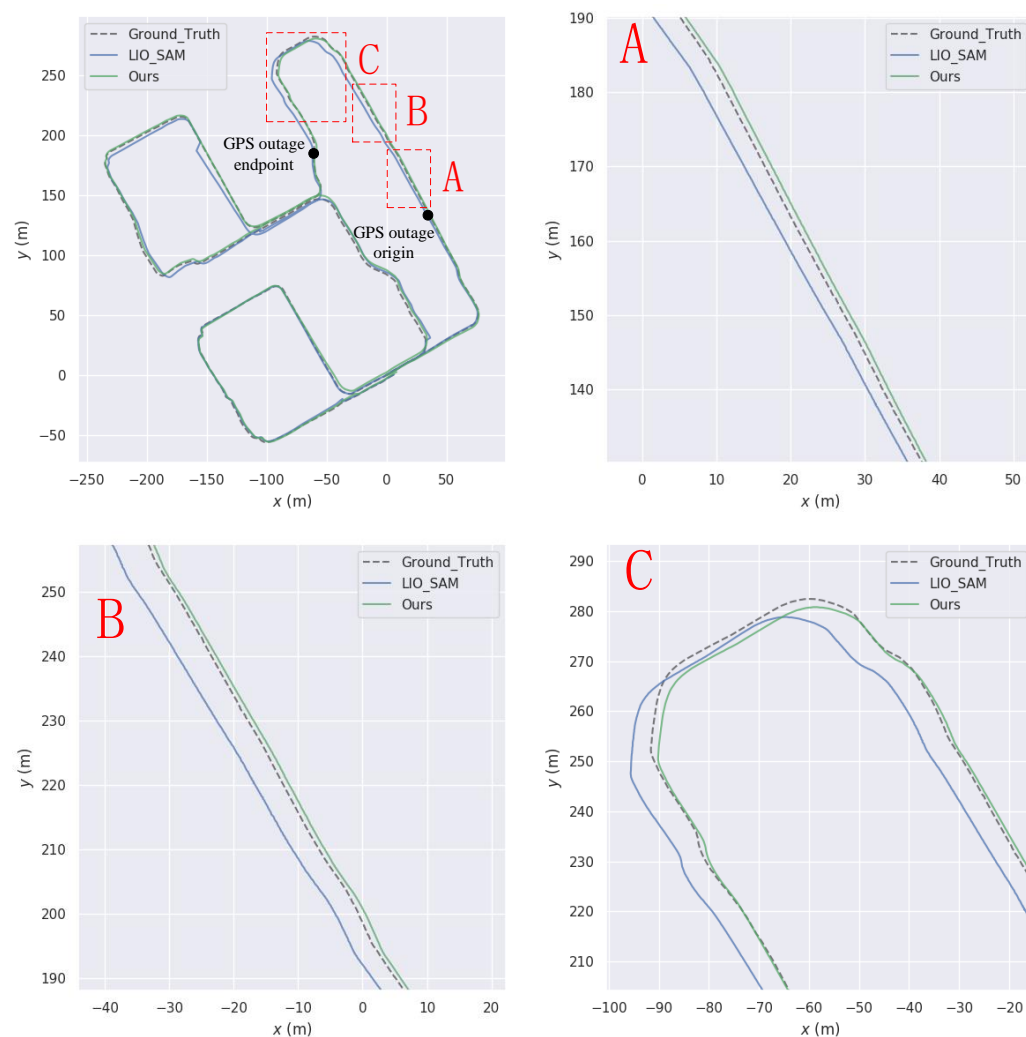 Ground_Truth
LIO_SAM
Ours
C
B
A
GPS outage
endpoint
GPS outage
origin
250
200
150
100
50
0
−50
y (m)
−250 −200 −150 −100 −50 0 50
x (m)
A
Ground_Truth
LIO_SAM
Ours
190
180
170
160
150
140
y (m)
0 10 20 30 40 50
x (m)
B
Ground_Truth
LIO_SAM
Ours
250
240
230
220
210
200
190
y (m)
−40 −30 −20 −10 0 10 20
x (m)
C
Ground_Truth
LIO_SAM
Ours
290
280
270
260
250
240
230
220
210
y (m)
−100 −90 −80 −70 −60 −50 −40 −30 −20
x (m)